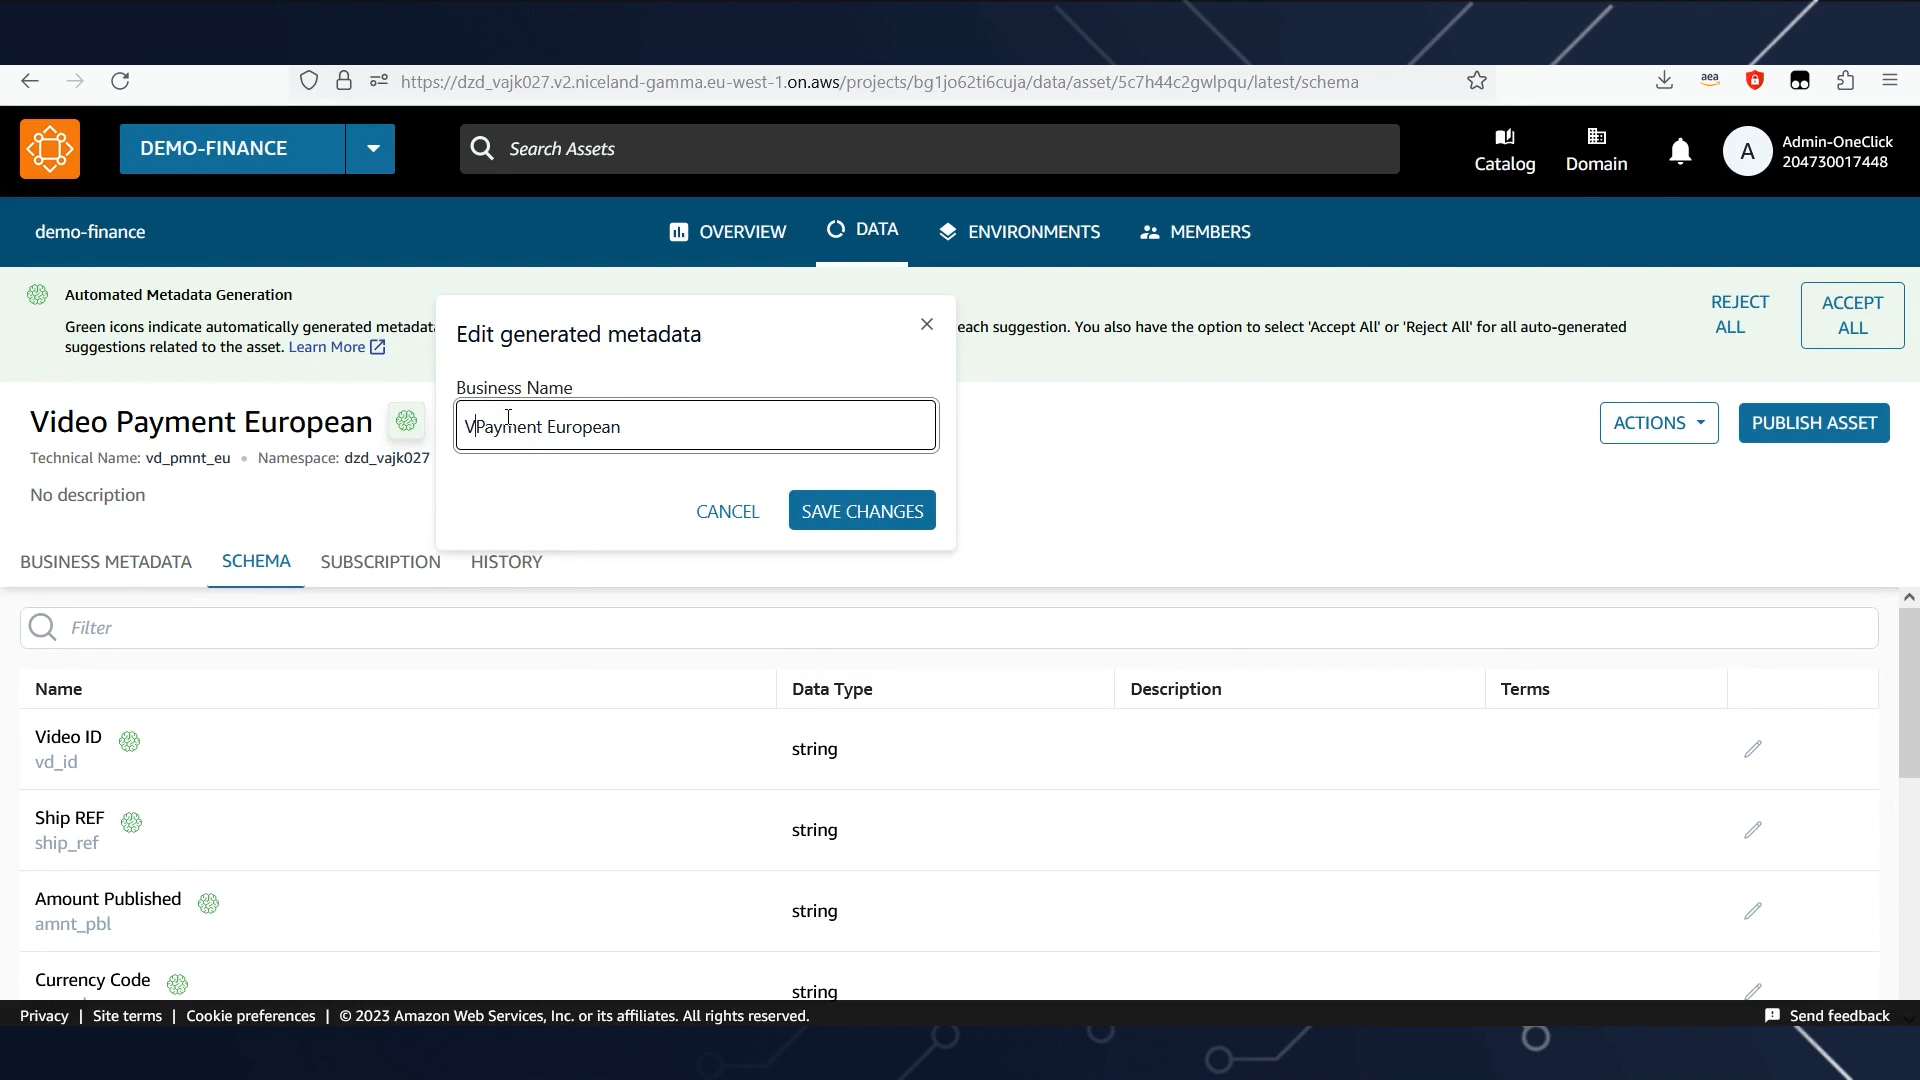 https://dzd_vajk027.v2.niceland-gamma.eu-west-1.on.aws/projects/bg1jo62ti6cuja/data/asset/5c7h44c2gwlpqu/latest/schema
aea
DEMO-FINANCE
Search Assets
Catalog
Domain
A
Admin-OneClick
204730017448
demo-finance
OVERVIEW
DATA
ENVIRONMENTS
MEMBERS
Automated Metadata Generation
Green icons indicate automatically generated metadata
each suggestion. You also have the option to select 'Accept All' or 'Reject All' for all auto-generated
suggestions related to the asset. Learn More
REJECT
ALL
ACCEPT
ALL
Edit generated metadata
Business Name
VPayment European
CANCEL
SAVE CHANGES
Video Payment European
Technical Name: vd_pmnt_eu • Namespace: dzd_vajk027
No description
ACTIONS
PUBLISH ASSET
BUSINESS METADATA
SCHEMA
SUBSCRIPTION
HISTORY
Filter
Name
Data Type
Description
Terms
Video ID
vd_id
string
Ship REF
ship_ref
string
Amount Published
amnt_pbl
string
Currency Code
string
Privacy | Site terms | Cookie preferences | © 2023 Amazon Web Services, Inc. or its affiliates. All rights reserved.
Send feedback